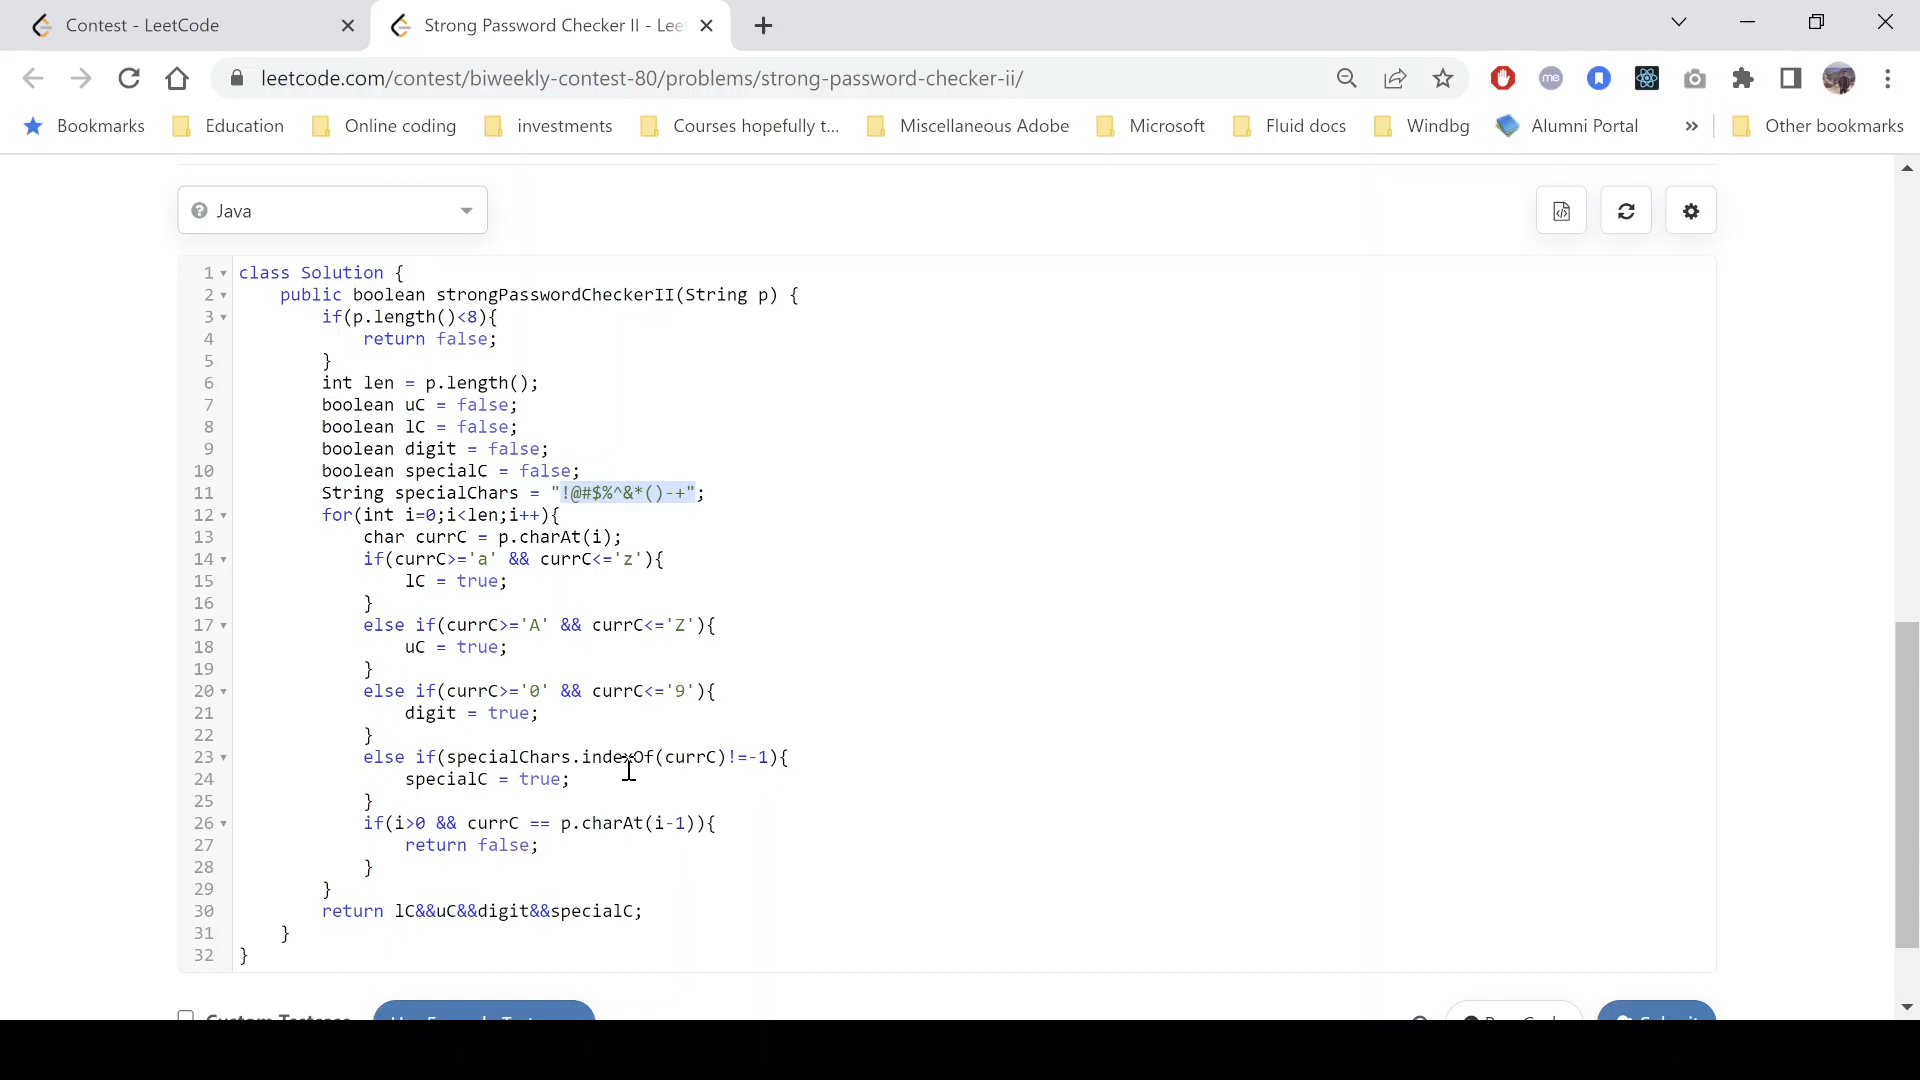 Contest - LeetCode
Strong Password Checker II - Lee
leetcode.com/contest/biweekly-contest-80/problems/strong-password-checker-ii/
me
Bookmarks Education Online coding investments Courses hopefully t... Miscellaneous Adobe Microsoft Fluid docs Windbg Alumni Portal » Other bookmarks
Java
1 class Solution {
2 public boolean strongPasswordCheckerII(String p) {
3 if(p.length()<8){
4 return false;
5 }
6 int len = p.length();
7 boolean uC = false;
8 boolean lC = false;
9 boolean digit = false;
10 boolean specialC = false;
11 String specialChars = "!@#$%^&*()-+";
12 for(int i=0;i<len;i++){
13 char currC = p.charAt(i);
14 if(currC>='a' && currC<='z'){
15 lC = true;
16 }
17 else if(currC>='A' && currC<='Z'){
18 uC = true;
19 }
20 else if(currC>='0' && currC<='9'){
21 digit = true;
22 }
23 else if(specialChars.indexOf(currC)!=-1){
24 specialC = true;
25 }
26 if(i>0 && currC == p.charAt(i-1)){
27 return false;
28 }
29 }
30 return lC&&uC&&digit&&specialC;
31 }
32 }
Custom Testcase
Submit